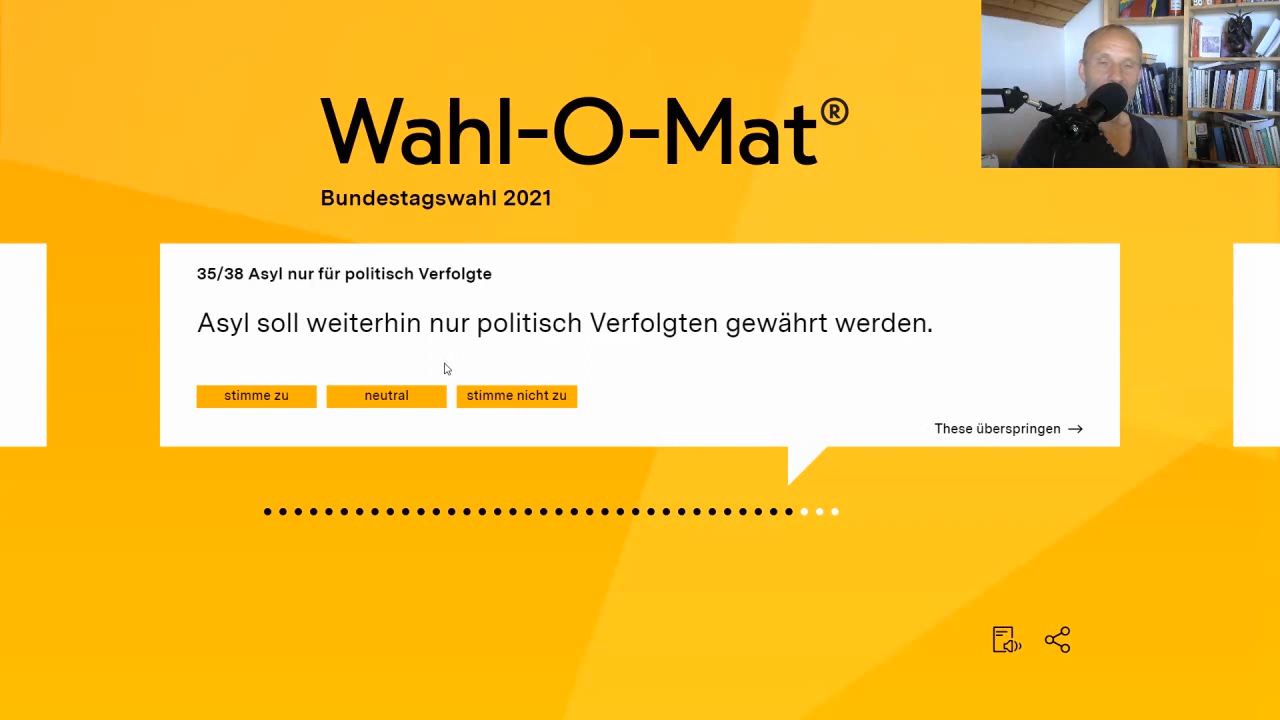 Wahl-O-Mat®
Bundestagswahl 2021
35/38 Asyl nur für politisch Verfolgte
Asyl soll weiterhin nur politisch Verfolgten gewährt werden.
stimme zu neutral stimme nicht zu
These überspringen →